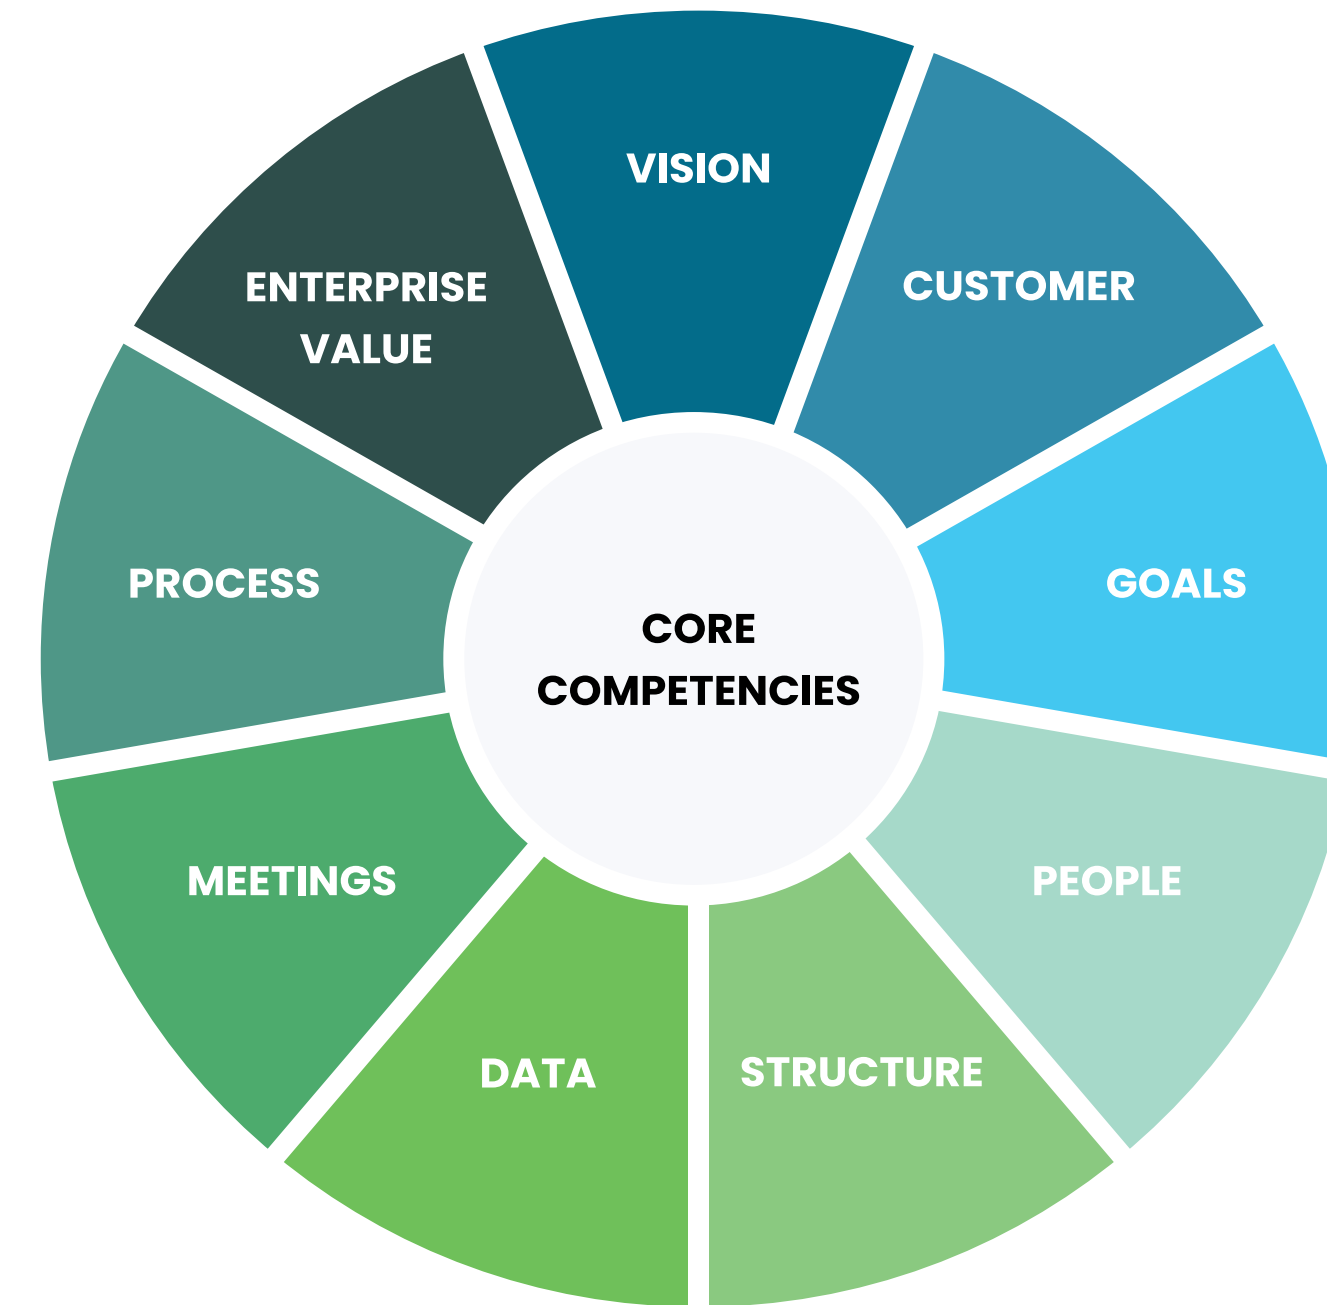 VISION
CUSTOMER
GOALS
PEOPLE
STRUCTURE
DATA
MEETINGS
PROCESS
ENTERPRISE
VALUE
CORE
COMPETENCIES